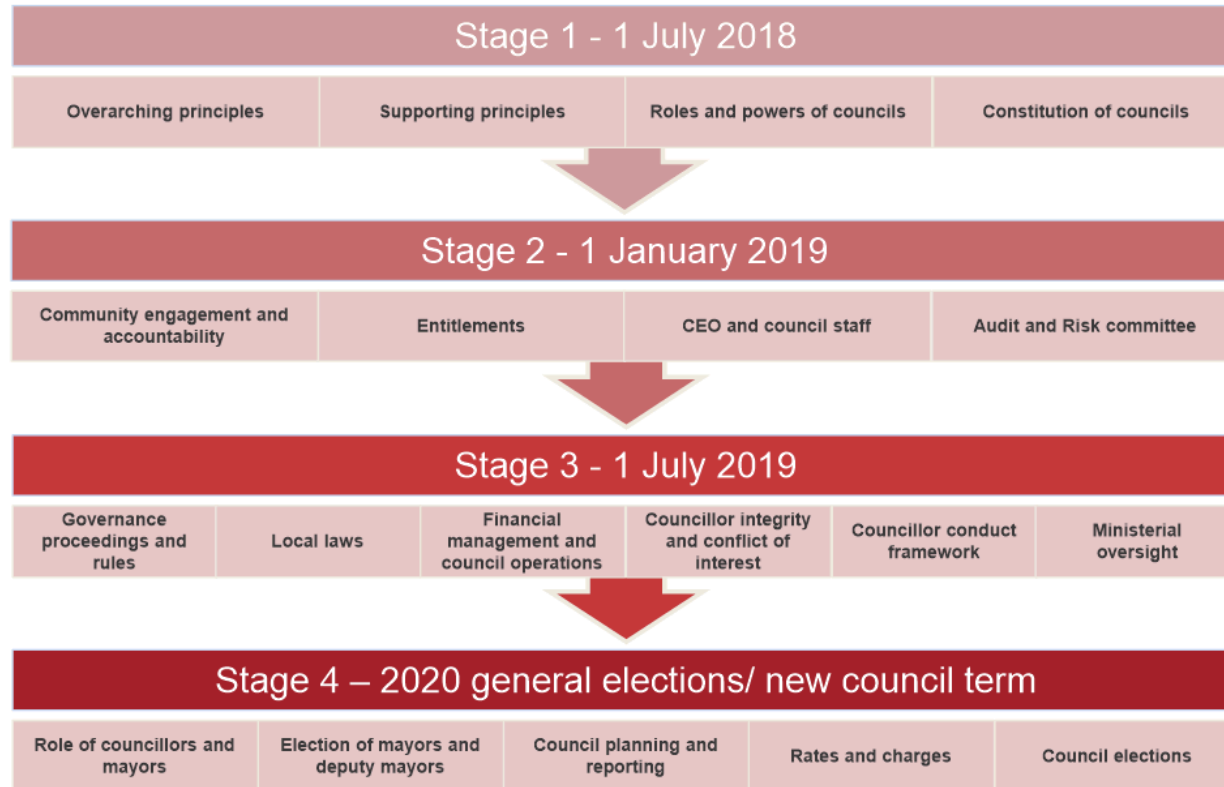 Stage 1 - 1 July 2018
Overarching principles
Supporting principles
Roles and powers of councils
Constitution of councils
Stage 2 - 1 January 2019
Community engagement and
accountability
Entitlements
CEO and council staff
Audit and Risk committee
Stage 3 - 1 July 2019
Governance
proceedings and
rules
Local laws
Financial
management and
council operations
Councillor integrity
and conflict of
interest
Councillor conduct
framework
Ministerial
oversight
Stage 4 – 2020 general elections/ new council term
Role of councillors and
mayors
Election of mayors and
deputy mayors
Council planning and
reporting
Rates and charges
Council elections